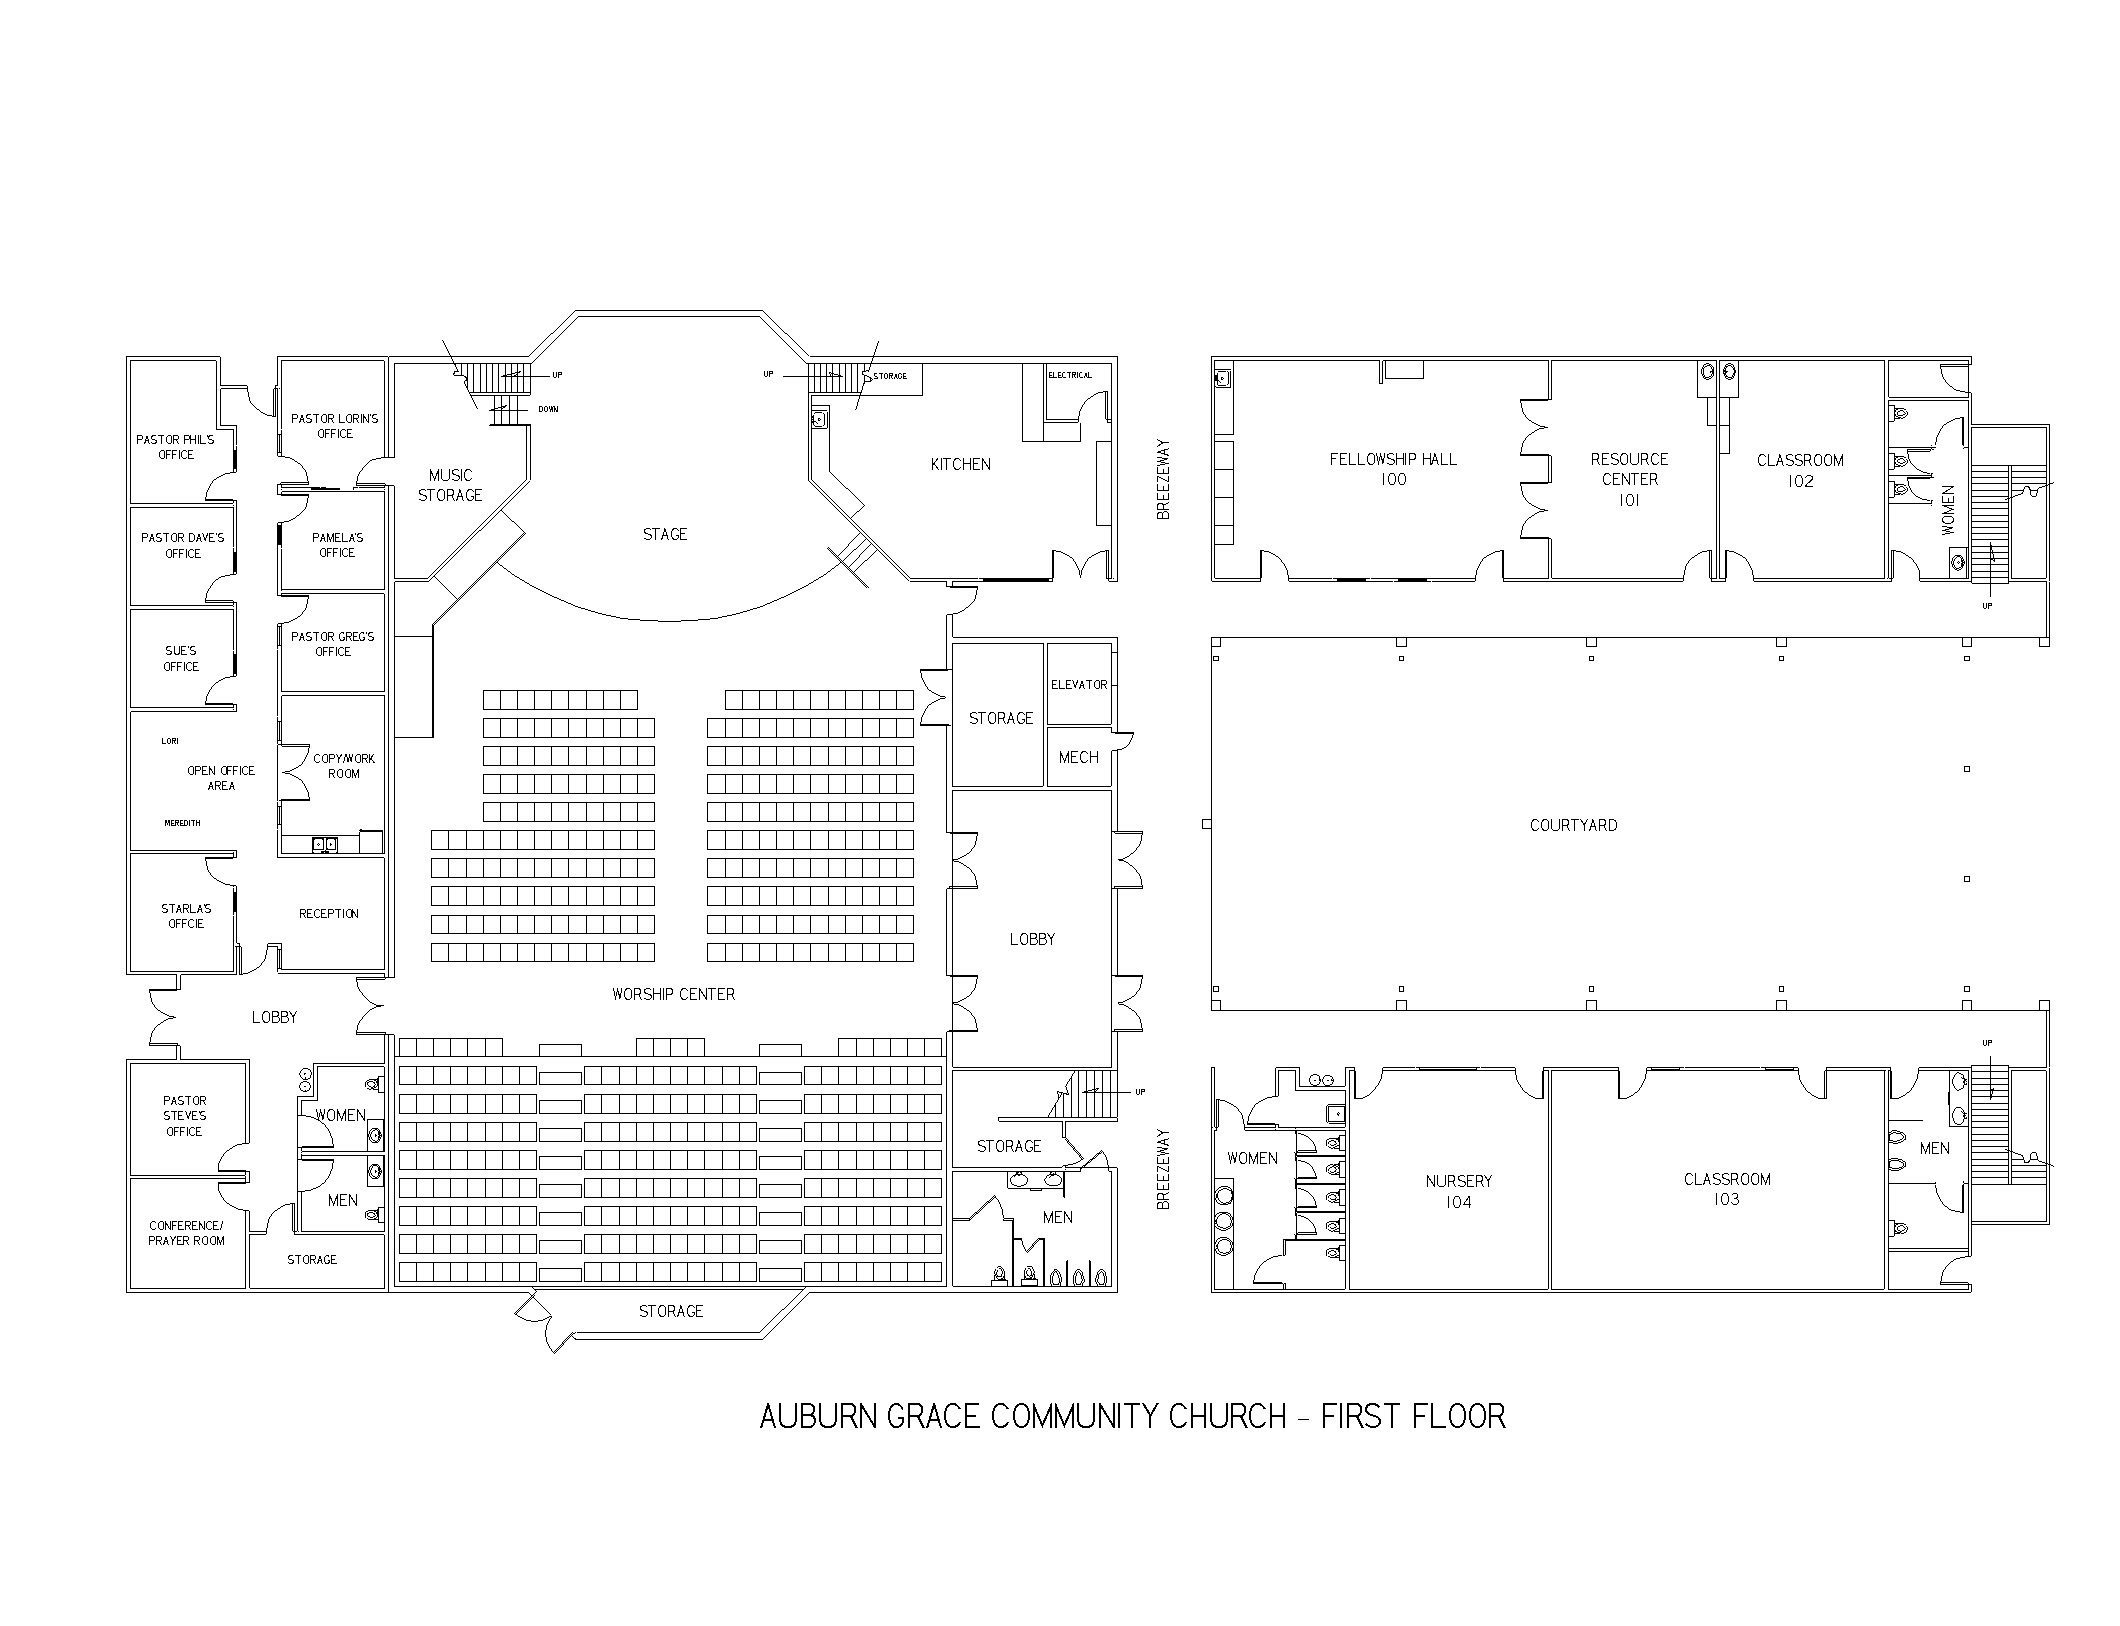 PASTOR PHIL'S
OFFICE
PASTOR LORIN'S
OFFICE
PASTOR DAVE'S
OFFICE
PAMELA'S
OFFICE
SUE'S
OFFICE
PASTOR GREG'S
OFFICE
LORI
OPEN OFFICE
AREA
MEREDITH
COPY/WORK
ROOM
STARLA'S
OFFCIE
RECEPTION
LOBBY
PASTOR
STEVE'S
OFFICE
WOMEN
MEN
CONFERENCE/
PRAYER ROOM
STORAGE
UP
DOWN
MUSIC
STORAGE
STAGE
UP
STORAGE
KITCHEN
ELECTRICAL
STORAGE
ELEVATOR
MECH
LOBBY
WORSHIP CENTER
UP
STORAGE
MEN
STORAGE
BREEZEWAY
BREEZEWAY
FELLOWSHIP HALL
100
RESOURCE
CENTER
101
CLASSROOM
102
WOMEN
UP
COURTYARD
UP
WOMEN
NURSERY
104
CLASSROOM
103
MEN
AUBURN GRACE COMMUNITY CHURCH - FIRST FLOOR